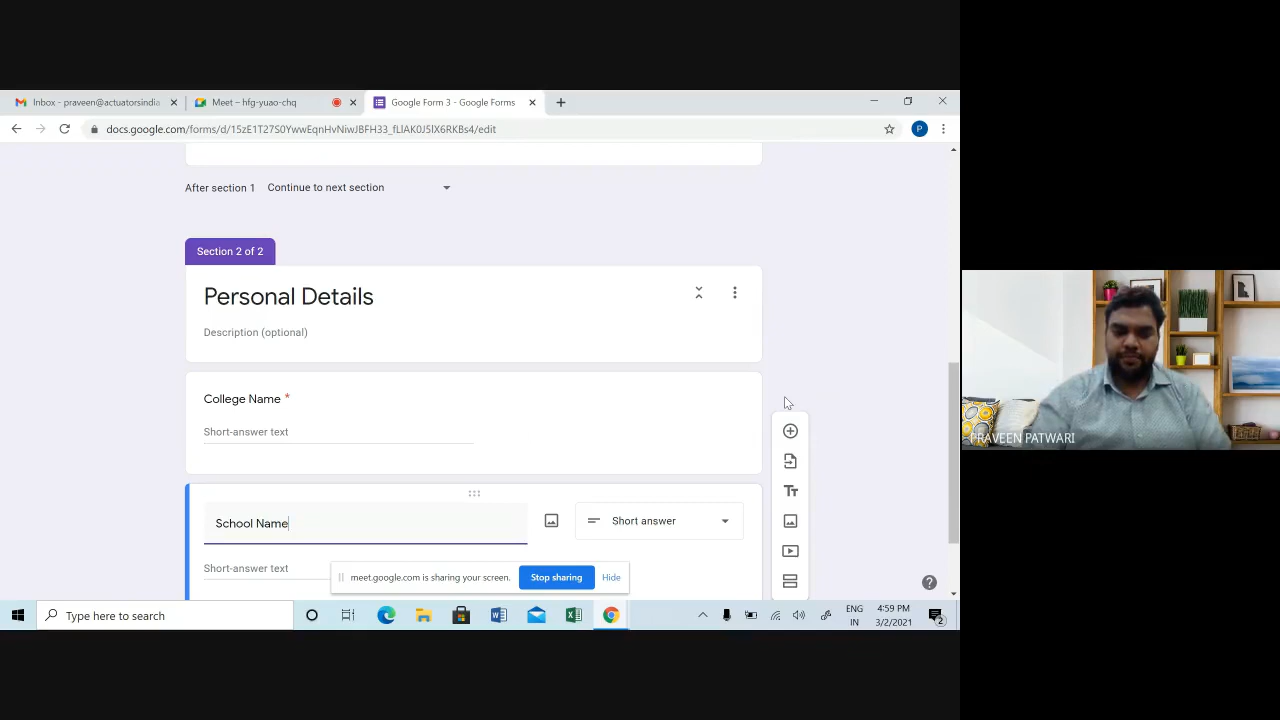 Inbox - praveen@actuatorsindia
Meet – hfg-yuao-chq
Google Form 3 - Google Forms
docs.google.com/forms/d/15zE1T27S0YwwEqnHvNiwJBFH33_fLlAK0J5lX6RKBs4/edit
P
After section 1 Continue to next section
Section 2 of 2
Personal Details
Description (optional)
College Name *
Short-answer text
School Name
Short answer
Short-answer text
meet.google.com is sharing your screen. Stop sharing Hide
Tт
PRAVEEN PATWARI
Type here to search
ENG
IN
4:59 PM
3/2/2021
2